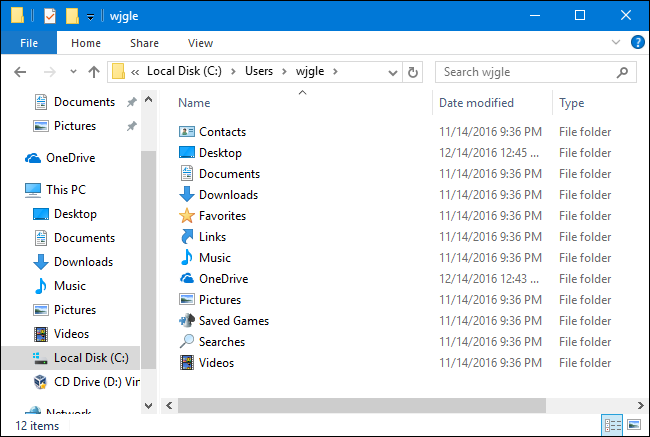 wjgle
File Home Share View
« Local Disk (C:) > Users > wjgle >
Search wjgle
Documents
Pictures
OneDrive
This PC
Desktop
Documents
Downloads
Music
Pictures
Videos
Local Disk (C:)
CD Drive (D:) Vir
Network
Name Date modified Type
Contacts 11/14/2016 9:36 PM File folder
Desktop 12/14/2016 12:45 ... File folder
Documents 11/14/2016 9:36 PM File folder
Downloads 11/14/2016 9:36 PM File folder
Favorites 11/14/2016 9:36 PM File folder
Links 11/14/2016 9:36 PM File folder
Music 11/14/2016 9:36 PM File folder
OneDrive 12/14/2016 12:43 ... File folder
Pictures 11/14/2016 9:36 PM File folder
Saved Games 11/14/2016 9:36 PM File folder
Searches 11/14/2016 9:36 PM File folder
Videos 11/14/2016 9:36 PM File folder
12 items